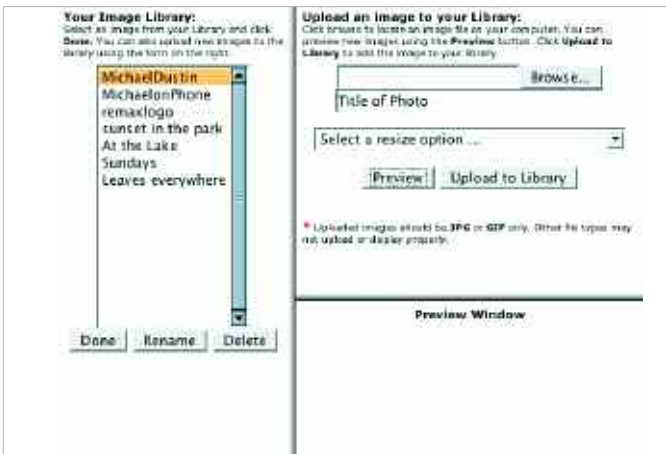 Your Image Library:
Select an image from your Library and click
Done. You can also upload new images to the
library using the form on the right.
MichaelDustin
MichaelonPhone
remaxlogo
sunset in the park
At the Lake
Sundays
Leaves everywhere
Done
Rename
Delete
Upload an image to your Library:
Click browse to locate an image file on your computer. You can
preview new images using the Preview button. Click Upload to
Library to add the image to your library.
Browse...
Title of Photo
Select a resize option ...
Preview
Upload to Library
* Uploaded images should be JPG or GIF only. Other file types may
not upload or display properly.
Preview Window